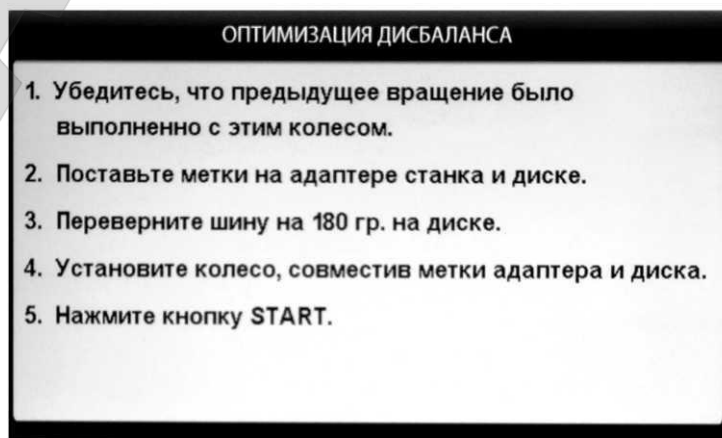 ОПТИМИЗАЦИЯ ДИСБАЛАНСА
1. Убедитесь, что предыдущее вращение было
выполненно с этим колесом.
2. Поставьте метки на адаптере станка и диске.
3. Переверните шину на 180 гр. на диске.
4. Установите колесо, совместив метки адаптера и диска.
5. Нажмите кнопку START.